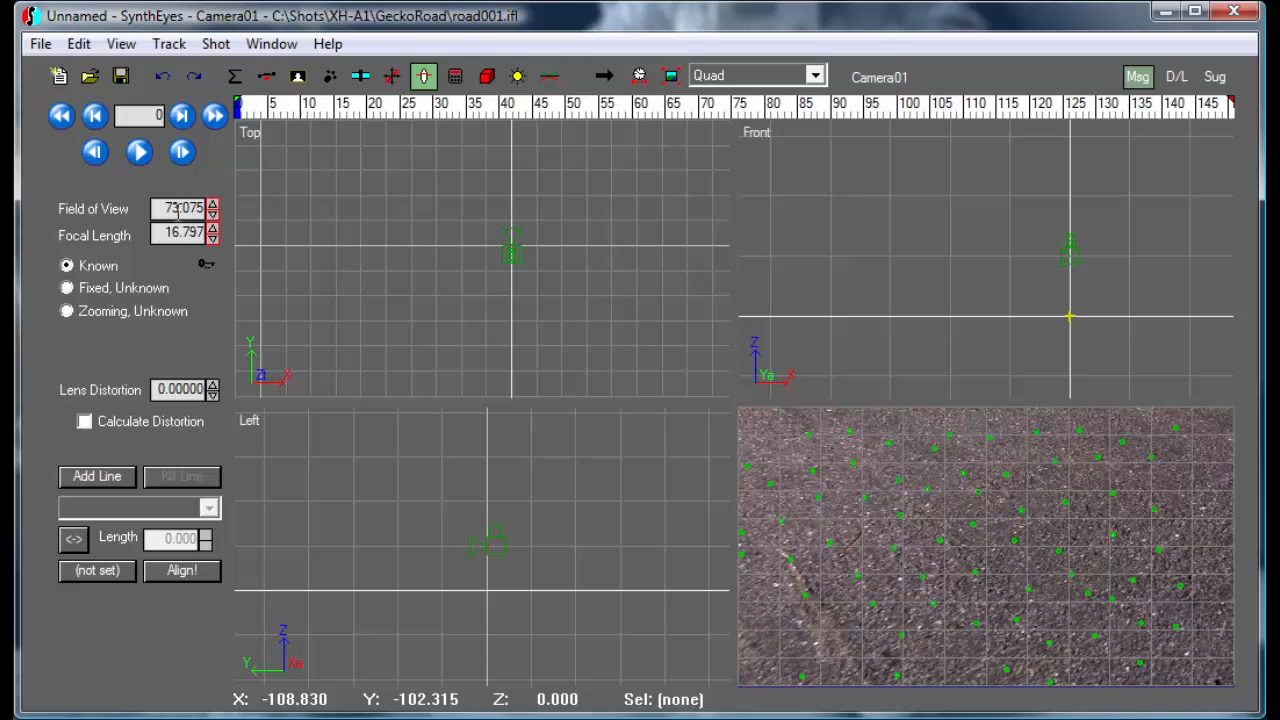 Unnamed - SynthEyes - Camera01 - C:\Shots\XH-A1\GeckoRoad\road001.ifl
File Edit View Track Shot Window Help
Quad Camera01 Msg D/L Sug
0 5 10 15 20 25 30 35 40 45 50 55 60 65 70 75 80 85 90 95 100 105 110 115 120 125 130 135 140 145
Top Front
Field of View 73.075
Focal Length 16.797
Known
Fixed, Unknown
Zooming, Unknown
Y Z X
Z Ya X
Lens Distortion 0.00000
Calculate Distortion
Left
Add Line Kill Line
<-> Length 0.000
(not set) Align!
Z
Y Xa
X: -108.830 Y: -102.315 Z: 0.000 Sel: (none)